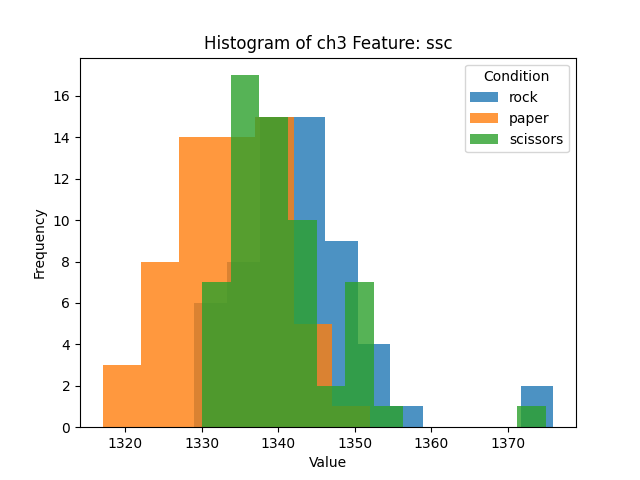 Histogram of ch3 Feature: ssc
Condition
rock
paper
scissors
Frequency
16
14
12
10
8
6
4
2
0
1320 1330 1340 1350 1360 1370
Value